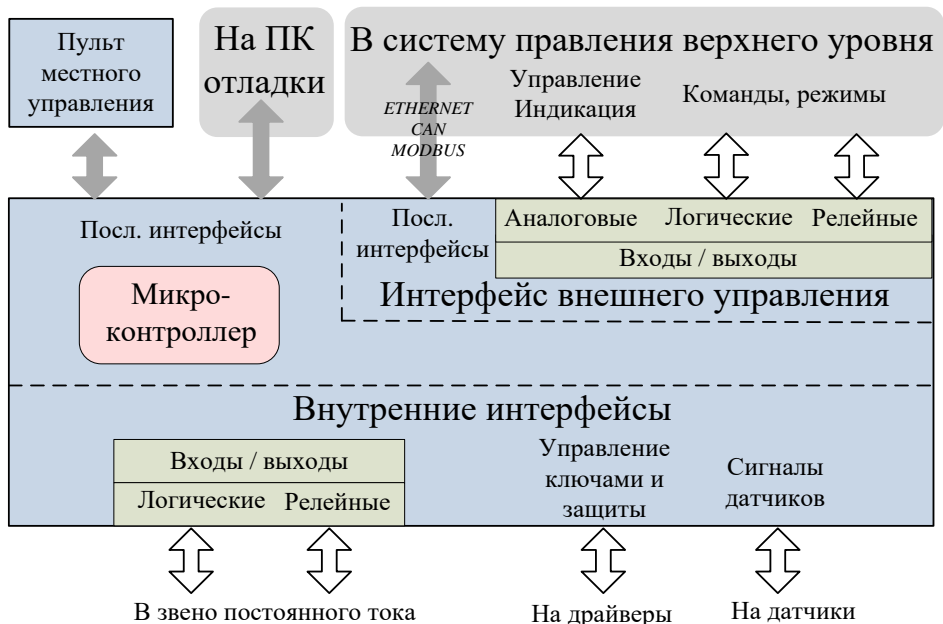 Пульт
местного
управления
На ПК
отладки
В систему правления верхнего уровня
Управление
Индикация
Команды, режимы
ETHERNET
CAN
MODBUS
Посл. интерфейсы
Посл.
интерфейсы
Аналоговые
Логические
Релейные
Входы / выходы
Интерфейс внешнего управления
Микро-
контроллер
Внутренние интерфейсы
Входы / выходы
Логические
Релейные
Управление
ключами и
защиты
Сигналы
датчиков
В звено постоянного тока
На драйверы
На датчики